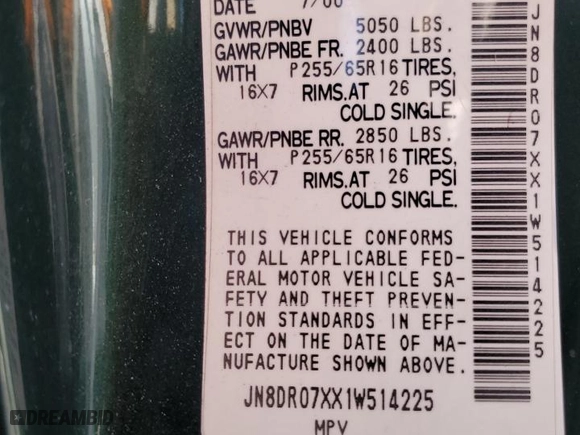 DATE 7/00
GVWR/PNBV 5050 LBS.
GAWR/PNBE FR. 2400 LBS.
WITH P255/65R16 TIRES,
16X7 RIMS,AT 26 PSI
COLD SINGLE.
GAWR/PNBE RR. 2850 LBS.
WITH P255/65R16 TIRES,
16X7 RIMS,AT 26 PSI
COLD SINGLE.
THIS VEHICLE CONFORMS
TO ALL APPLICABLE FED-
ERAL MOTOR VEHICLE SA-
FETY AND THEFT PREVEN-
TION STANDARDS IN EFF-
ECT ON THE DATE OF MA-
NUFACTURE SHOWN ABOVE.
JN8DR07XX1W514225
MPV
JN8DR07XX1W514225
DREAMBID